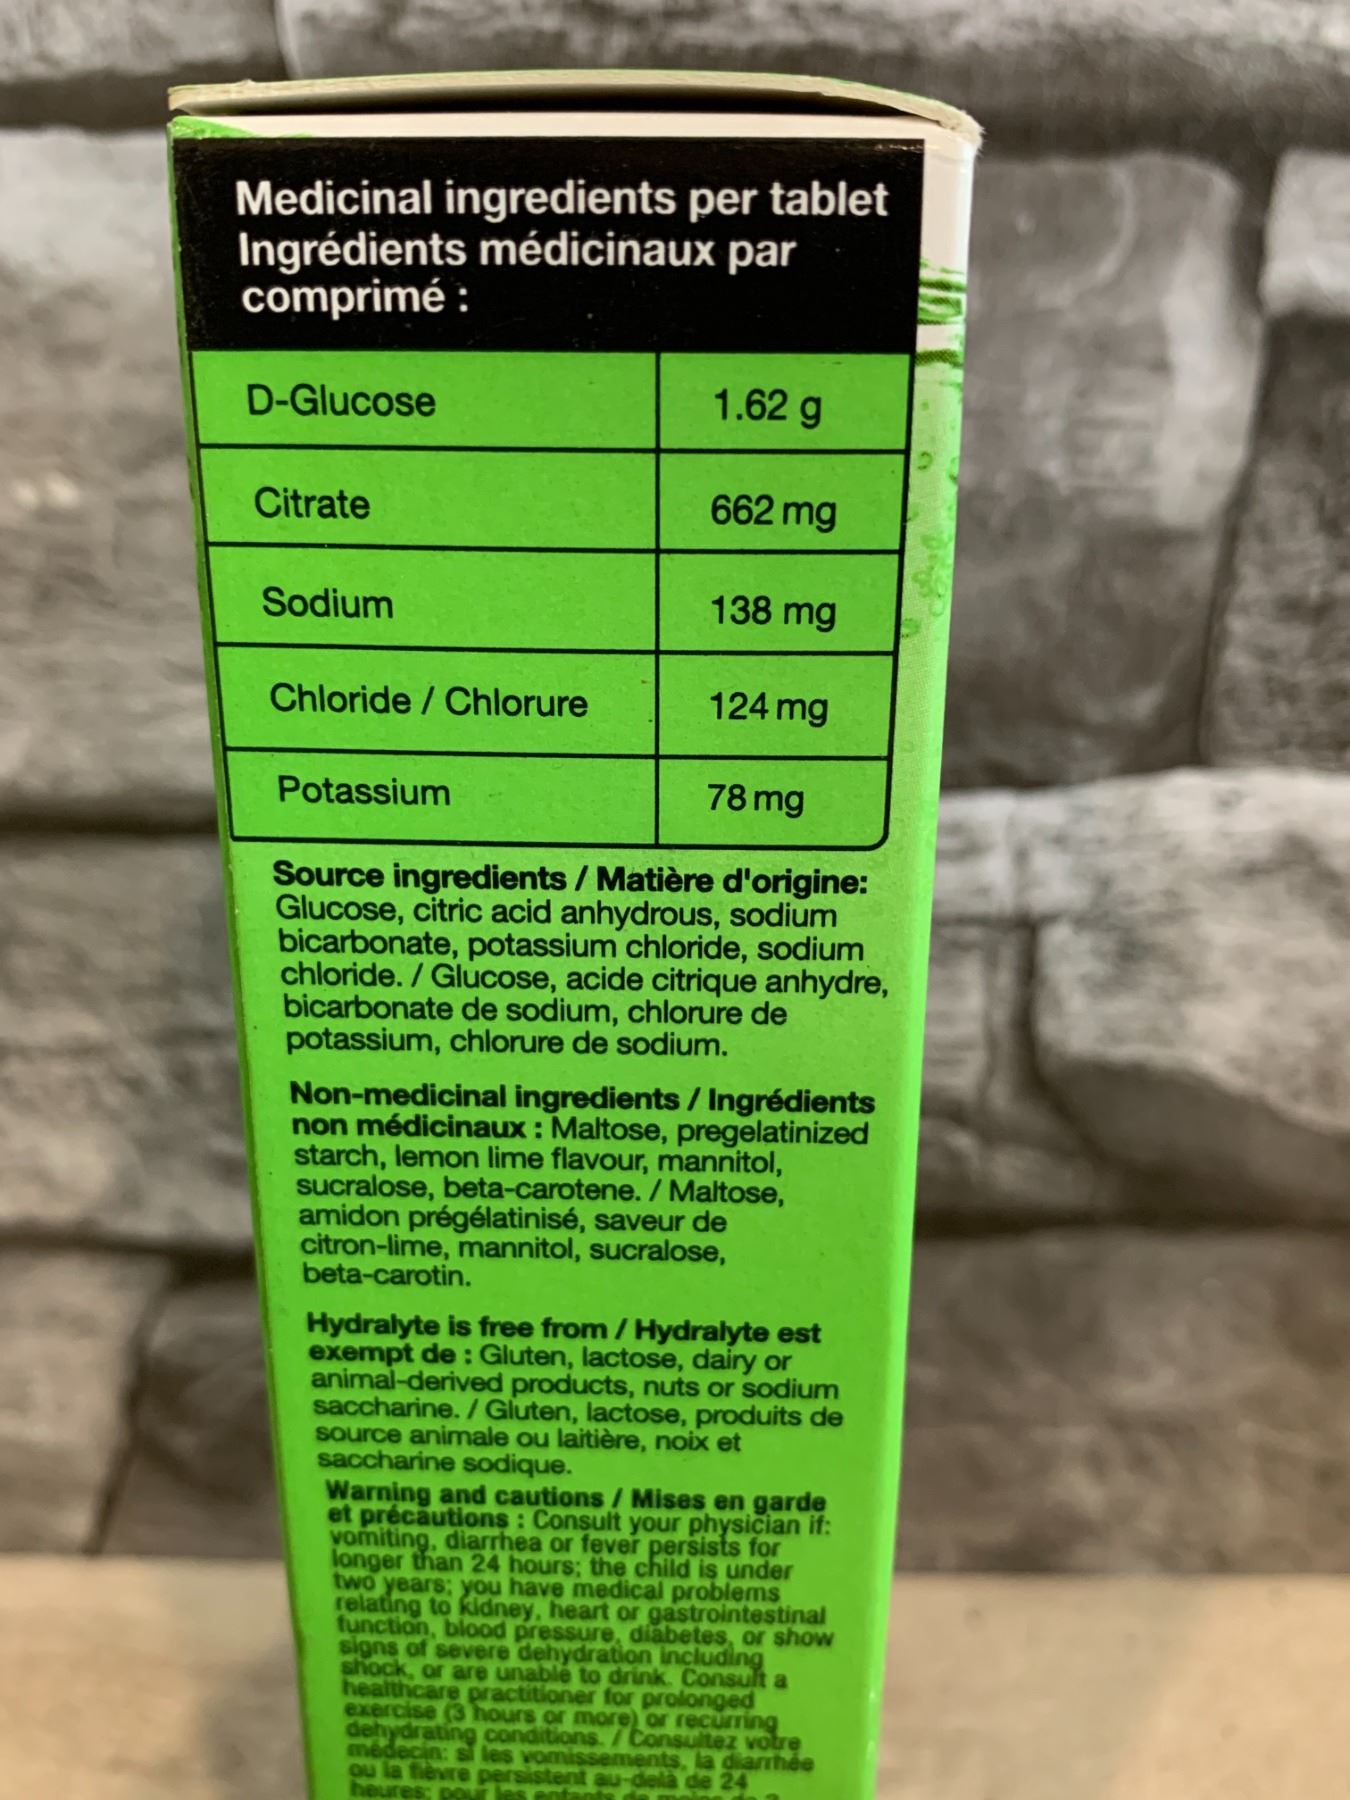 Medicinal ingredients per tablet
Ingrédients médicinaux par
comprimé :
D-Glucose 1.62 g
Citrate 662 mg
Sodium 138 mg
Chloride / Chlorure 124 mg
Potassium 78 mg
Source ingredients / Matière d'origine:
Glucose, citric acid anhydrous, sodium
bicarbonate, potassium chloride, sodium
chloride. / Glucose, acide citrique anhydre,
bicarbonate de sodium, chlorure de
potassium, chlorure de sodium.
Non-medicinal ingredients / Ingrédients
non médicinaux : Maltose, pregelatinized
starch, lemon lime flavour, mannitol,
sucralose, beta-carotene. / Maltose,
amidon prégélatinisé, saveur de
citron-lime, mannitol, sucralose,
beta-carotin.
Hydralyte is free from / Hydralyte est
exempt de : Gluten, lactose, dairy or
animal-derived products, nuts or sodium
saccharine. / Gluten, lactose, produits de
source animale ou laitière, noix et
saccharine sodique.
Warning and cautions / Mises en garde
et précautions : Consult your physician if:
vomiting, diarrhea or fever persists for
longer than 24 hours; the child is under
two years; you have medical problems
relating to kidney, heart or gastrointestinal
function, blood pressure, diabetes, or show
signs of severe dehydration including
shock, or are unable to drink. Consult a
healthcare practitioner for prolonged
exercise (3 hours or more) or recurring
dehydrating conditions. / Consultez votre
médecin: si les vomissements, la diarrhée
ou la fièvre persistent au-delà de 24
heures; pour les enfants de moins de 2